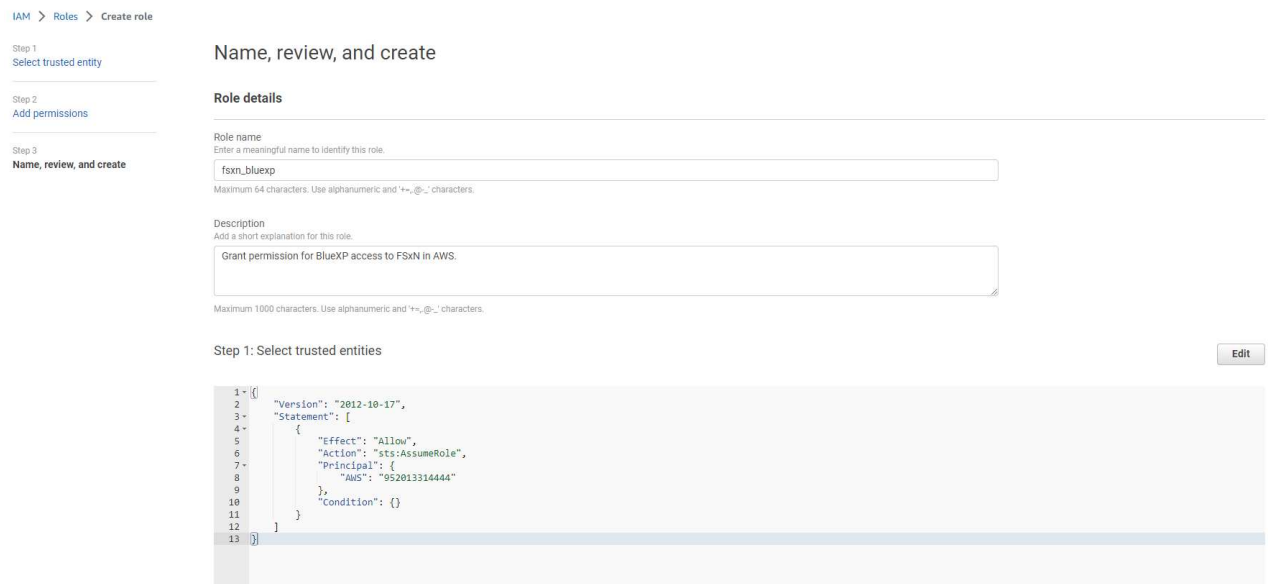 IAM > Roles > Create role
Step 1
Select trusted entity
Step 2
Add permissions
Step 3
Name, review, and create
Name, review, and create
Role details
Role name
Enter a meaningful name to identify this role.
fsxn_bluexp
Maximum 64 characters. Use alphanumeric and '+=,.@-_' characters.
Description
Add a short explanation for this role.
Grant permission for BlueXP access to FSxN in AWS.
Maximum 1000 characters. Use alphanumeric and '+=,.@-_' characters.
Step 1: Select trusted entities
Edit
1 {
2 "Version": "2012-10-17",
3 "Statement": [
4 {
5 "Effect": "Allow",
6 "Action": "sts:AssumeRole",
7 "Principal": {
8 "AWS": "952013314444"
9 },
10 "Condition": {}
11 }
12 ]
13 }